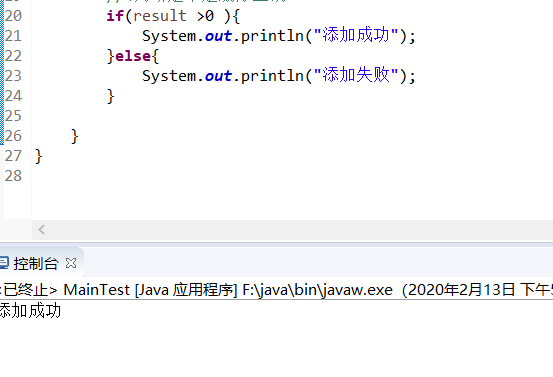 20 if(result >0 ){
21 System.out.println("添加成功");
22 }else{
23 System.out.println("添加失败");
24 }
25
26 }
27 }
28
控制台
<已终止> MainTest [Java 应用程序] F:\java\bin\javaw.exe (2020年2月13日 下午
添加成功